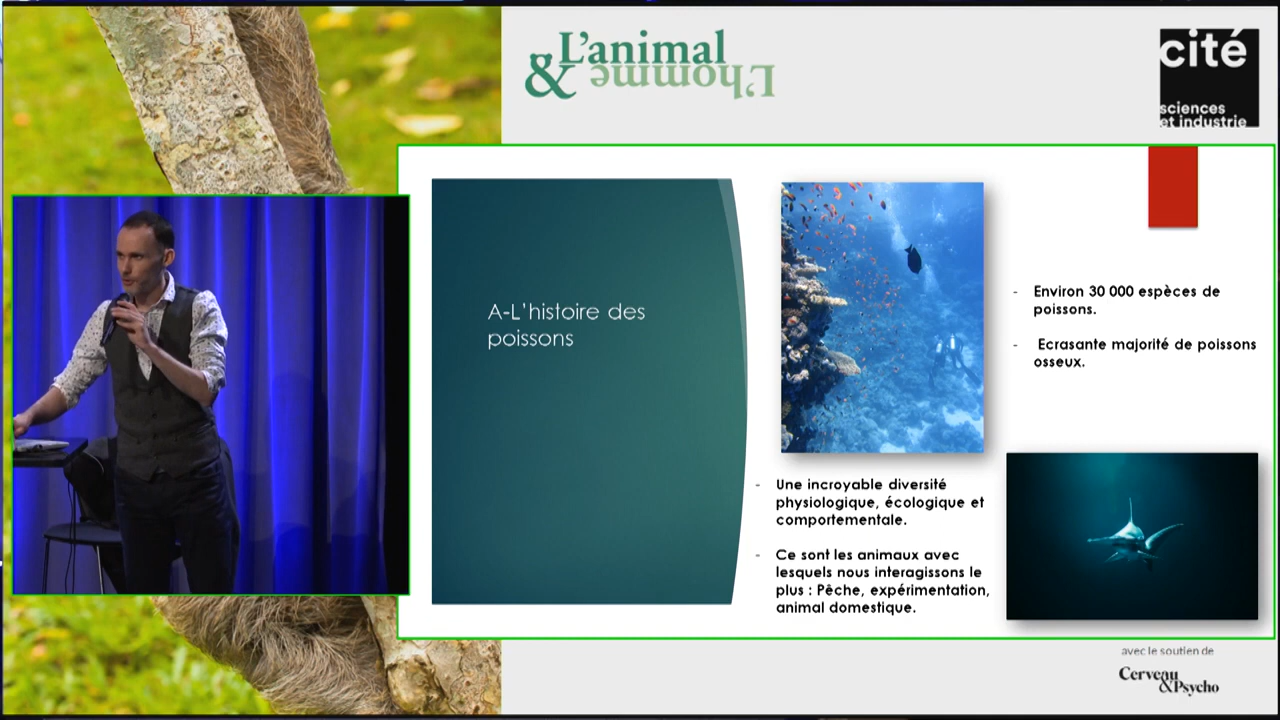 L'animal
& L'homme
cité
sciences
et industrie
A-L'histoire des
poissons
- Environ 30 000 espèces de
poissons.
- Ecrasante majorité de poissons
osseux.
- Une incroyable diversité
physiologique, écologique et
comportementale.
- Ce sont les animaux avec
lesquels nous interagissons le
plus : Pêche, expérimentation,
animal domestique.
avec le soutien de
Cerveau
&Psycho